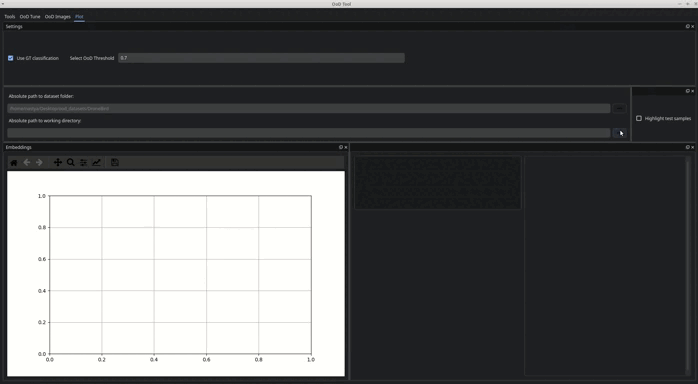 OoD Tool
Tools OoD Tune OoD Images Plot
Settings
Use GT classification Select OoD Threshold 0.7
Absolute path to dataset folder:
Absolute path to working directory:
Highlight test samples
Embeddings
1.0
0.8
0.6
0.4
0.2
0.0
0.0 0.2 0.4 0.6 0.8 1.0